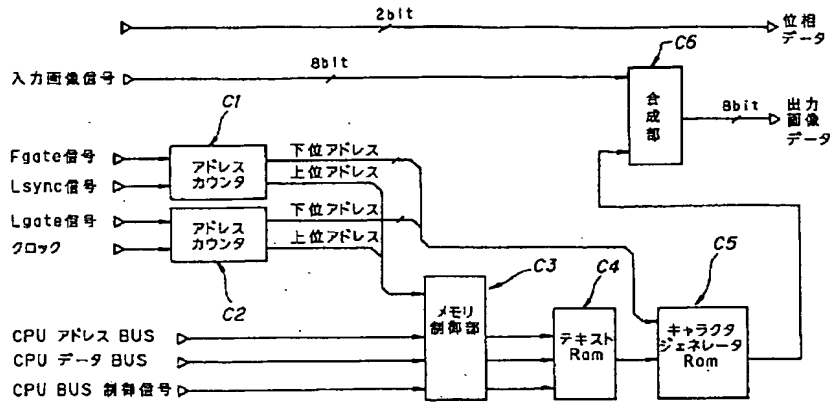 2bit
位相
データ
入力画像信号
8bit
C6
合
成
部
8bit
出力
画像
データ
C1
Fgate信号
Lsync信号
アドレス
カウンタ
下位アドレス
上位アドレス
Lgate信号
クロック
アドレス
カウンタ
下位アドレス
上位アドレス
C2
C3
C4
C5
CPU アドレス BUS
CPU データ BUS
CPU BUS 制御信号
メモリ
制御部
テキスト
Ram
キャラクタ
ジェネレータ
Rom